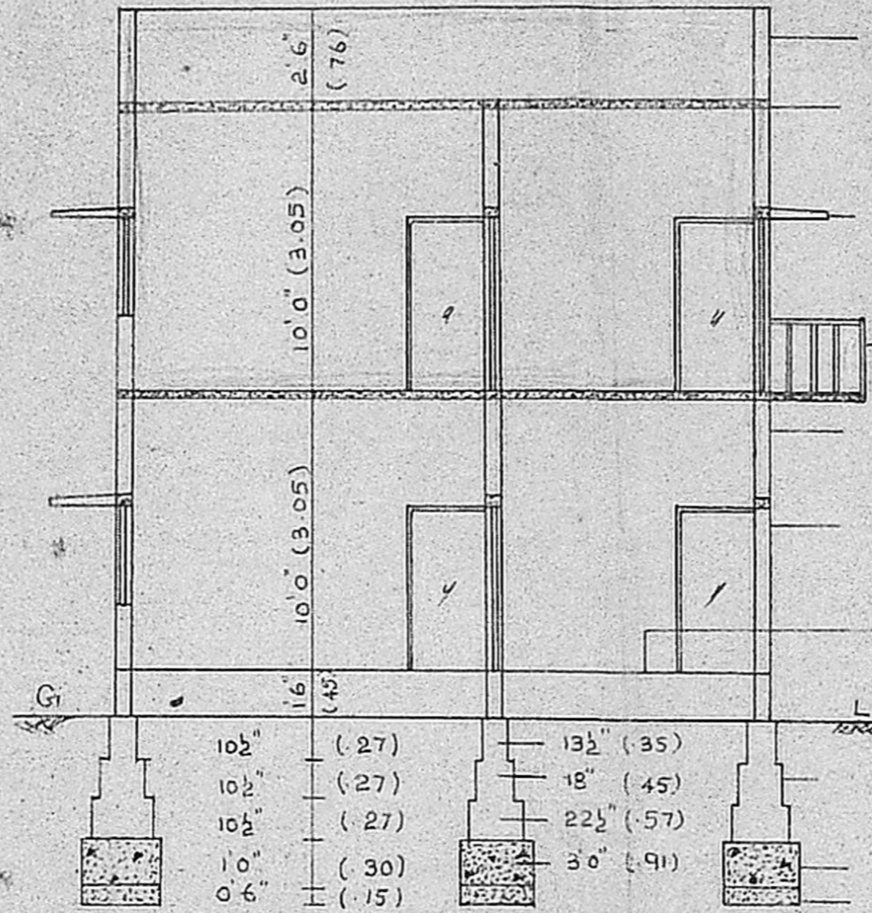 2'6"
(.76)
10'0" (3.05)
10'0" (3.05)
1'6"
(.45)
G
L
10½" (.27) 13½" (.35)
10½" (.27) 18" (.45)
10½" (.27) 22½" (.57)
1'0" (.30) 3'0" (.91)
0'6" (.15)